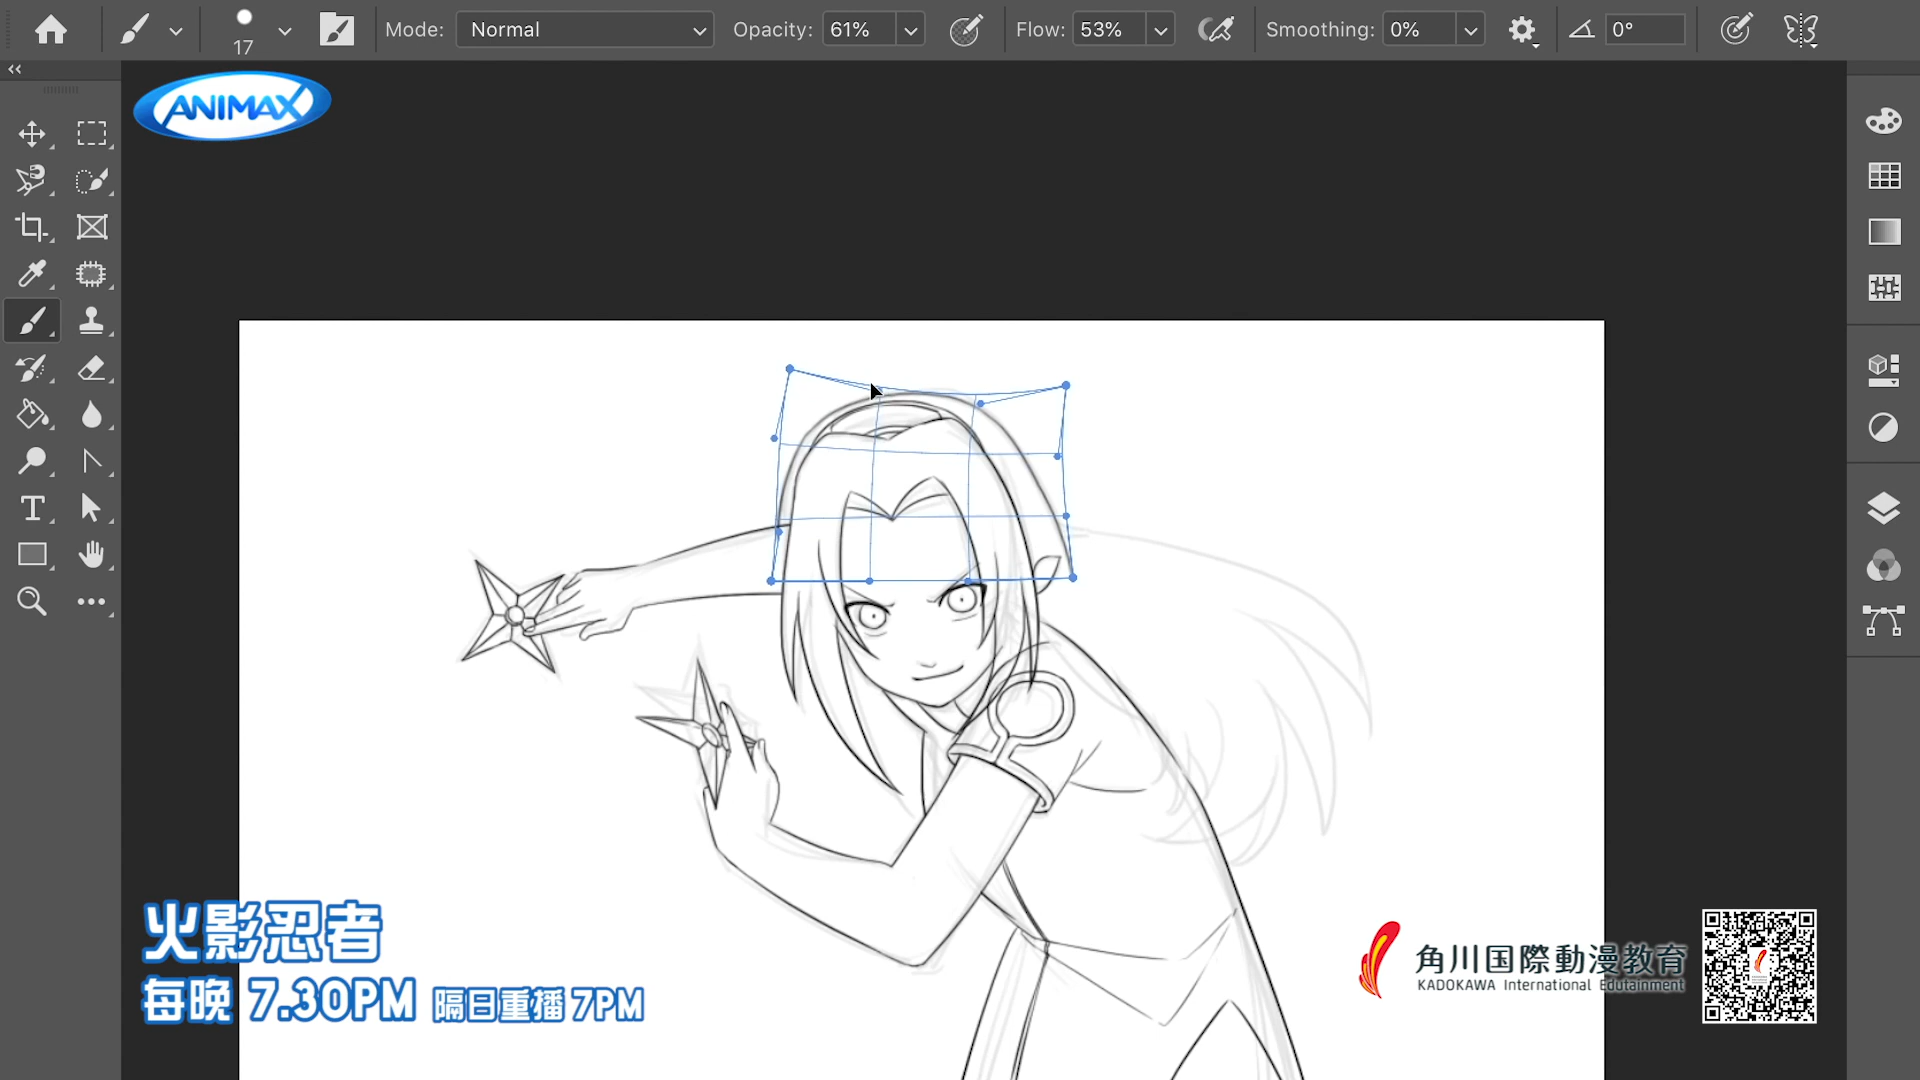 17
Mode: Normal
Opacity: 61%
Flow: 53%
Smoothing: 0%
0°
ANIMAX
火影忍者
每晚 7.30PM 隔日重播 7PM
角川国際動漫教育
KADOKAWA International Edutainment